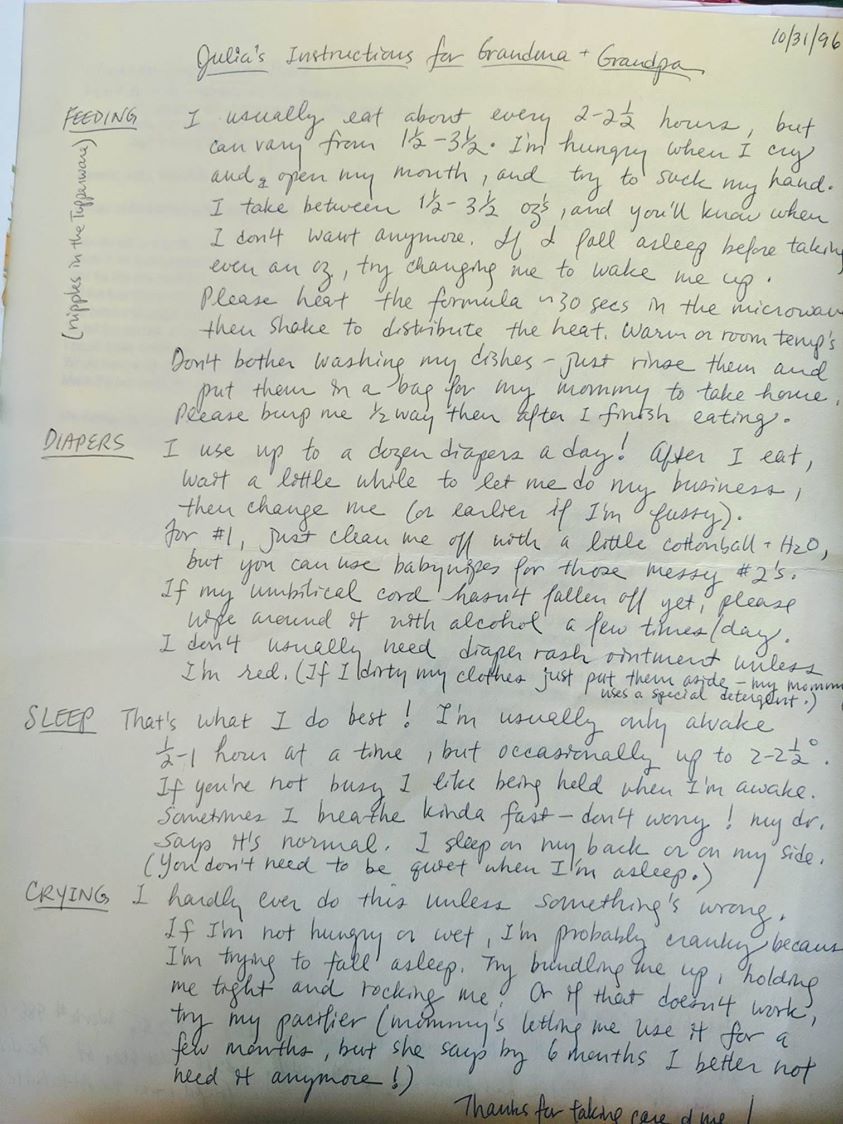 10/31/96
Julia's Instructions for Grandma + Grandpa
FEEDING I usually eat about every 2-2½ hours, but
(nipples in the Tupperware)
can vary from 1½-3½. I'm hungry when I cry
and open my mouth, and try to suck my hand.
I take between 1½-3½ oz's, and you'll know when
I don't want anymore. If I fall asleep before taking
even an oz, try changing me to wake me up.
Please heat the formula ~30 secs in the microwav
then shake to distribute the heat. Warm or room temp's
Don't bother washing my dishes - just rinse them and
put them in a bag for my mommy to take home.
Please burp me ½ way then after I finish eating.
DIAPERS I use up to a dozen diapers a day! After I eat,
wait a little while to let me do my business,
then change me (or earlier if I'm fussy).
For #1, just clean me off with a little cottonball + H2O,
but you can use babywipes for those messy #2's.
If my umbilical cord hasn't fallen off yet, please
wipe around it with alcohol a few times/day.
I don't usually need diaper rash ointment unless
I'm red. (If I dirty my clothes just put them aside - my mommy
uses a special detergent.)
SLEEP That's what I do best! I'm usually only awake
½-1 hour at a time, but occasionally up to 2-2½°.
If you're not busy I like being held when I'm awake.
Sometimes I breathe kinda fast - don't worry! My dr.
says it's normal. I sleep on my back or on my side.
(You don't need to be quiet when I'm asleep.)
CRYING I hardly ever do this unless something's wrong.
If I'm not hungry or wet, I'm probably cranky becaus
I'm trying to fall asleep. Try bundling me up, holding
me tight and rocking me. Or if that doesn't work,
try my pacifier (mommy's letting me use it for a
few months, but she says by 6 months I better not
need it anymore!)
Thanks for taking care of me!